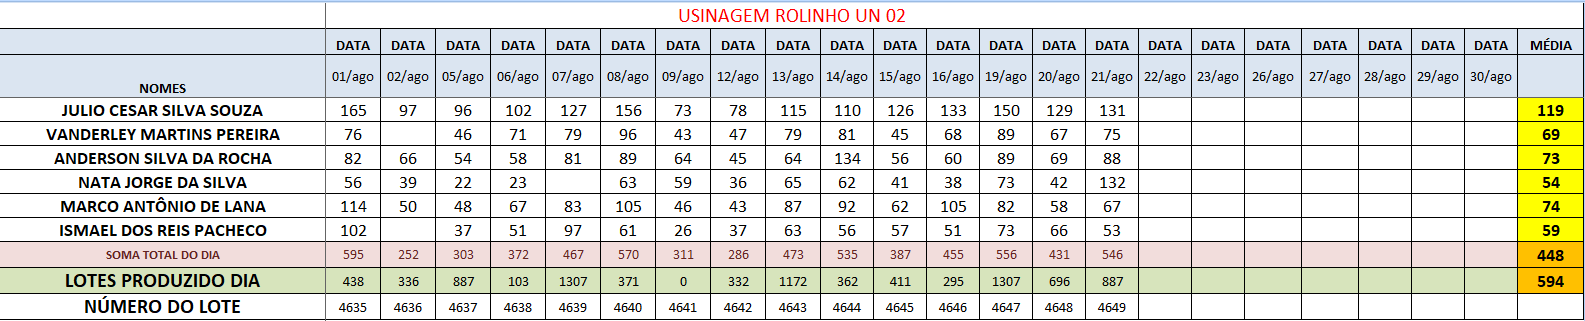 USINAGEM ROLINHO UN 02
DATA DATA DATA DATA DATA DATA DATA DATA DATA DATA DATA DATA DATA DATA DATA DATA DATA DATA DATA DATA DATA DATA MÉDIA
NOMES 01/ago 02/ago 05/ago 06/ago 07/ago 08/ago 09/ago 12/ago 13/ago 14/ago 15/ago 16/ago 19/ago 20/ago 21/ago 22/ago 23/ago 26/ago 27/ago 28/ago 29/ago 30/ago
JULIO CESAR SILVA SOUZA 165 97 96 102 127 156 73 78 115 110 126 133 150 129 131 119
VANDERLEY MARTINS PEREIRA 76 46 71 79 96 43 47 79 81 45 68 89 67 75 69
ANDERSON SILVA DA ROCHA 82 66 54 58 81 89 64 45 64 134 56 60 89 69 88 73
NATA JORGE DA SILVA 56 39 22 23 63 59 36 65 62 41 38 73 42 132 54
MARCO ANTÔNIO DE LANA 114 50 48 67 83 105 46 43 87 92 62 105 82 58 67 74
ISMAEL DOS REIS PACHECO 102 37 51 97 61 26 37 63 56 57 51 73 66 53 59
SOMA TOTAL DO DIA 595 252 303 372 467 570 311 286 473 535 387 455 556 431 546 448
LOTES PRODUZIDO DIA 438 336 887 103 1307 371 0 332 1172 362 411 295 1307 696 887 594
NÚMERO DO LOTE 4635 4636 4637 4638 4639 4640 4641 4642 4643 4644 4645 4646 4647 4648 4649